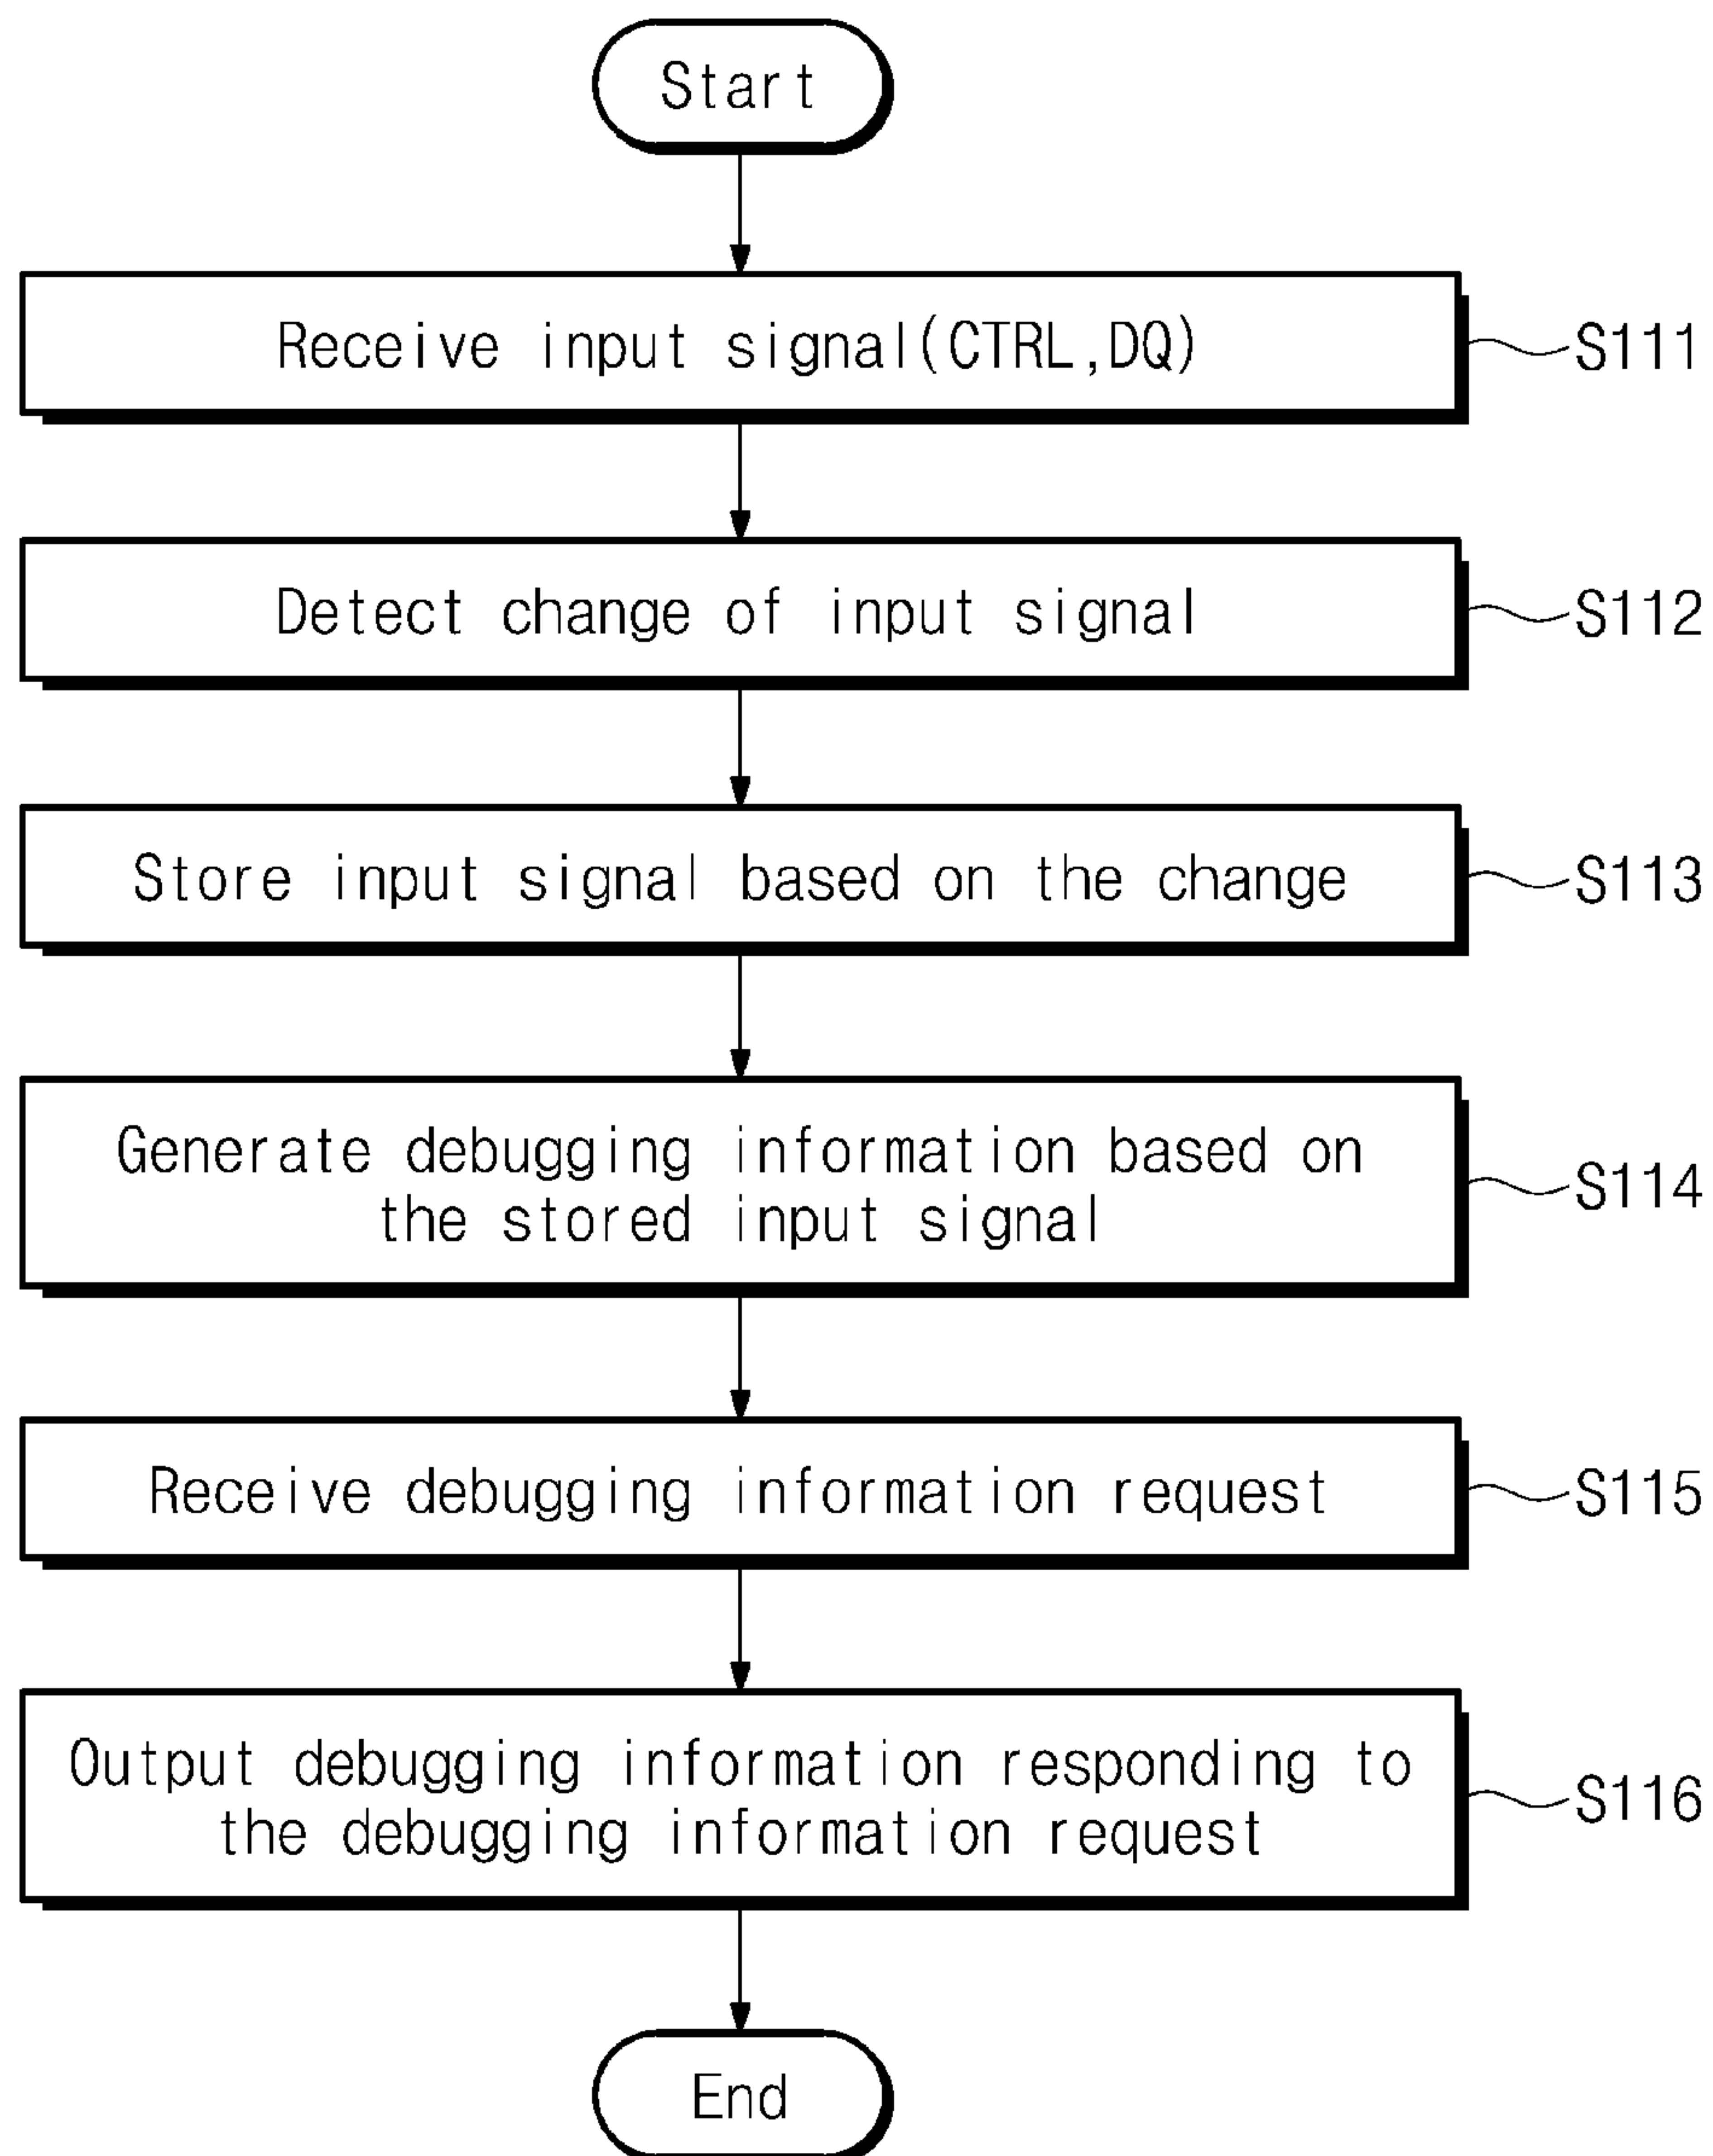 Start
Receive input signal(CTRL,DQ)
S111
Detect change of input signal
S112
Store input signal based on the change
S113
Generate debugging information based on
the stored input signal
S114
Receive debugging information request
S115
Output debugging information responding to
the debugging information request
S116
End